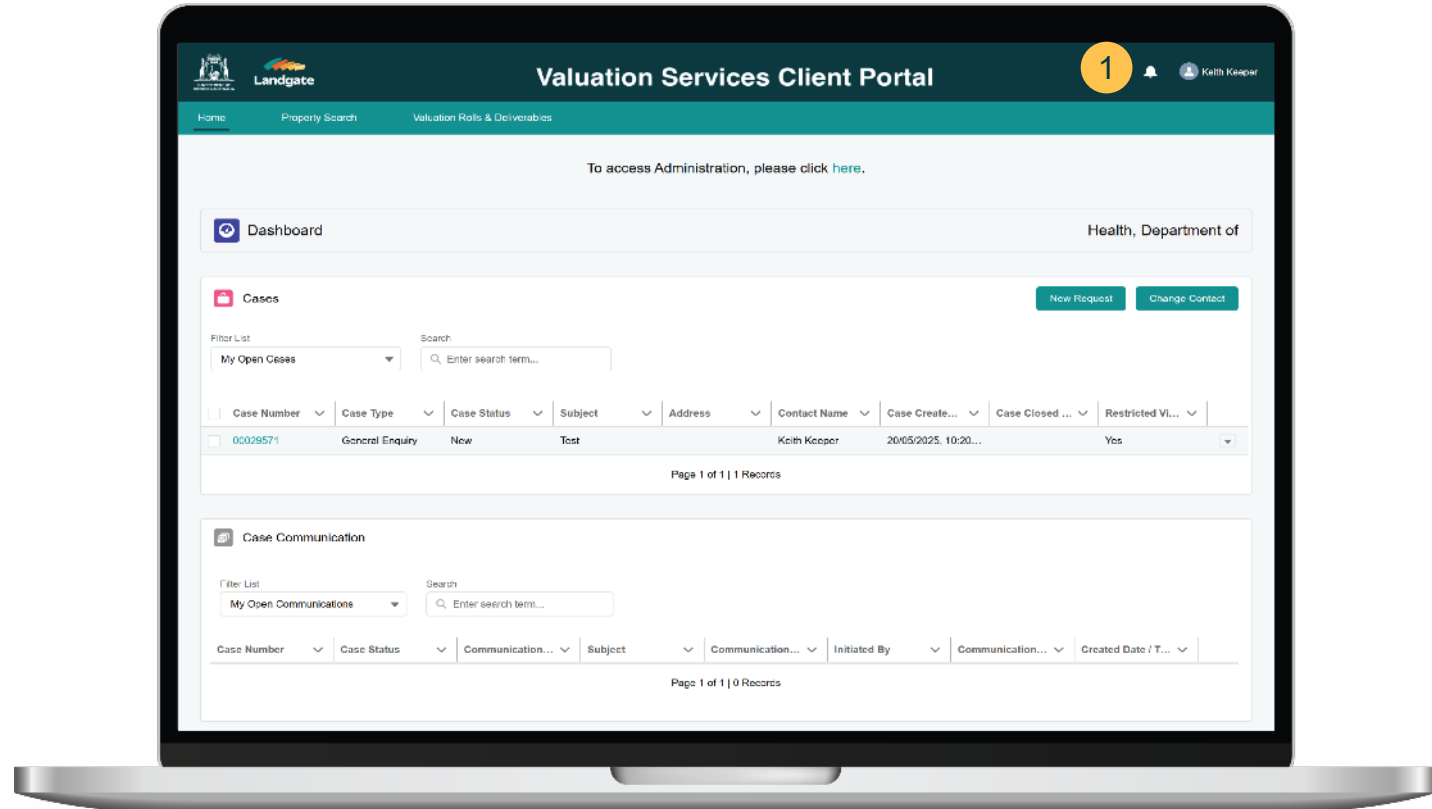 Landgate
Valuation Services Client Portal
1
Keith Keeper
Home
Property Search
Valuation Rolls & Deliverables
To access Administration, please click here.
Dashboard
Health, Department of
Cases
New Request
Change Contact
Filter List
Search
My Open Cases
Enter search term...
Case Number
Case Type
Case Status
Subject
Address
Contact Name
Case Create...
Case Closed ...
Restricted Vi...
00029571
General Enquiry
New
Test
Keith Keeper
20/05/2025, 10:20...
Yes
Page 1 of 1 | 1 Records
Case Communication
Filter List
Search
My Open Communications
Enter search term...
Case Number
Case Status
Communication...
Subject
Communication...
Initiated By
Communication...
Created Date / T...
Page 1 of 1 | 0 Records